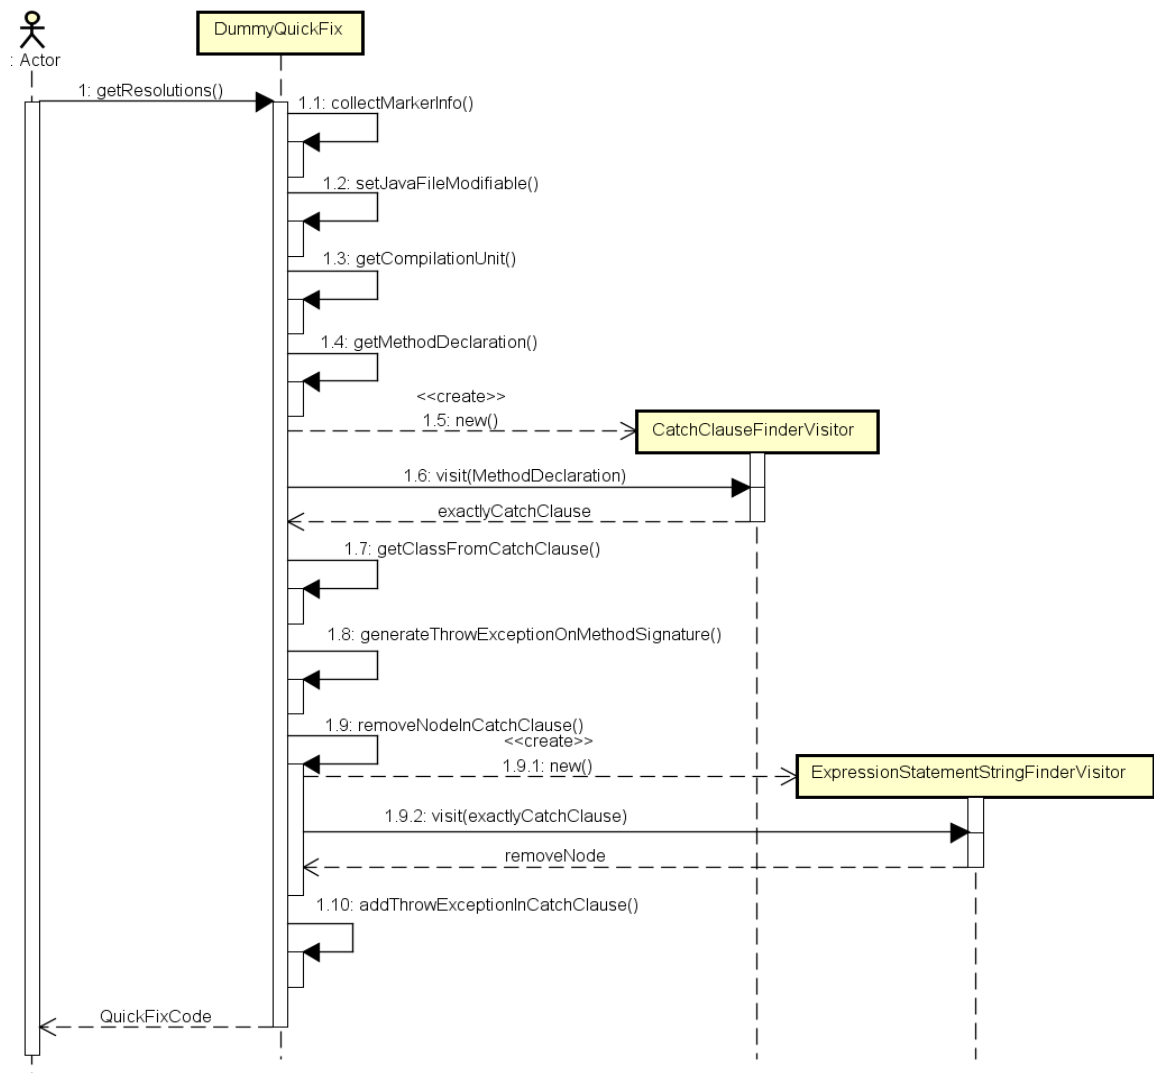 DummyQuickFix
: Actor
1: getResolutions()
1.1: collectMarkerInfo()
1.2: setJavaFileModifiable()
1.3: getCompilationUnit()
1.4: getMethodDeclaration()
<<create>>
1.5: new()
CatchClauseFinderVisitor
1.6: visit(MethodDeclaration)
exactlyCatchClause
1.7: getClassFromCatchClause()
1.8: generateThrowExceptionOnMethodSignature()
1.9: removeNodeInCatchClause()
<<create>>
1.9.1: new()
ExpressionStatementStringFinderVisitor
1.9.2: visit(exactlyCatchClause)
removeNode
1.10: addThrowExceptionInCatchClause()
QuickFixCode